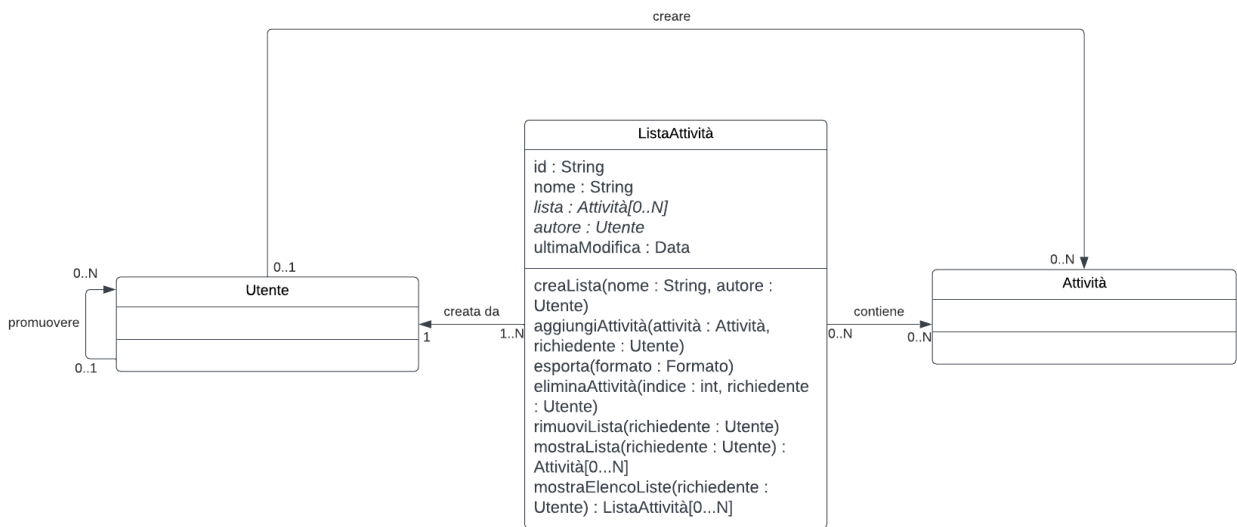 creare
ListaAttività
id : String
nome : String
lista : Attività[0..N]
autore : Utente
ultimaModifica : Data
creaLista(nome : String, autore :
Utente)
aggiungiAttività(attività : Attività,
richiedente : Utente)
esporta(formato : Formato)
eliminaAttività(indice : int, richiedente
: Utente)
rimuoviLista(richiedente : Utente)
mostraLista(richiedente : Utente) :
Attività[0...N]
mostraElencoListe(richiedente :
Utente) : ListaAttività[0...N]
0..N
promuovere
0..1
0..1
Utente
creata da
1
1..N
contiene
0..N
0..N
0..N
Attività